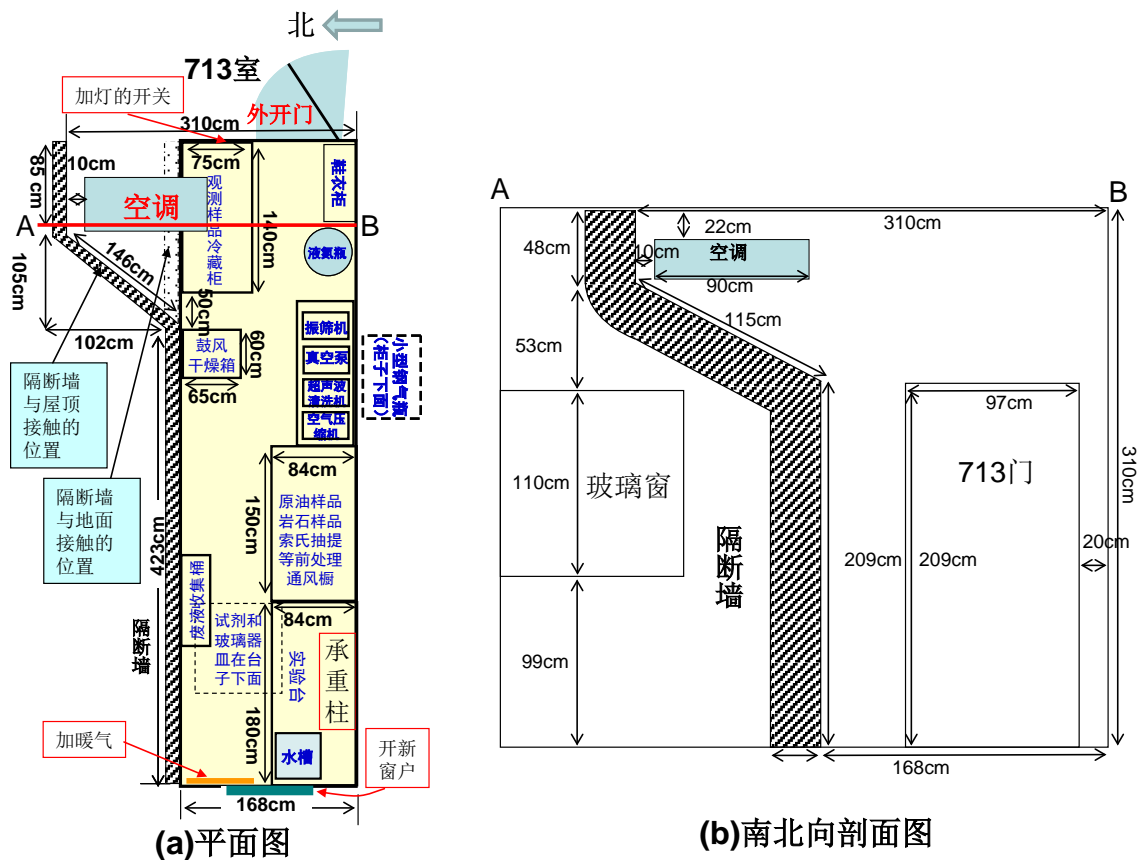 北
713室
加灯的开关
外开门
310cm
85 cm
10cm
75cm
空调
观测样品冷藏柜
140cm
鞋衣柜
A
B
液氮瓶
146cm
105cm
50cm
102cm
鼓风
干燥箱
60cm
65cm
振筛机
真空泵
超声波
清洗机
空气压
缩机
小型钢气瓶
(柜子下面)
隔断墙
与屋顶
接触的
位置
隔断墙
与地面
接触的
位置
84cm
150cm
原油样品
岩石样品
索氏抽提
等前处理
通风橱
423cm
废液收集桶
84cm
试剂和
玻璃器
皿在台
子下面
实验台
承重柱
隔断墙
180cm
加暖气
水槽
开新
窗户
168cm
(a)平面图
A
B
48cm
22cm
310cm
10cm
空调
90cm
115cm
53cm
97cm
110cm
玻璃窗
713门
310cm
隔断墙
209cm
209cm
20cm
99cm
168cm
(b)南北向剖面图